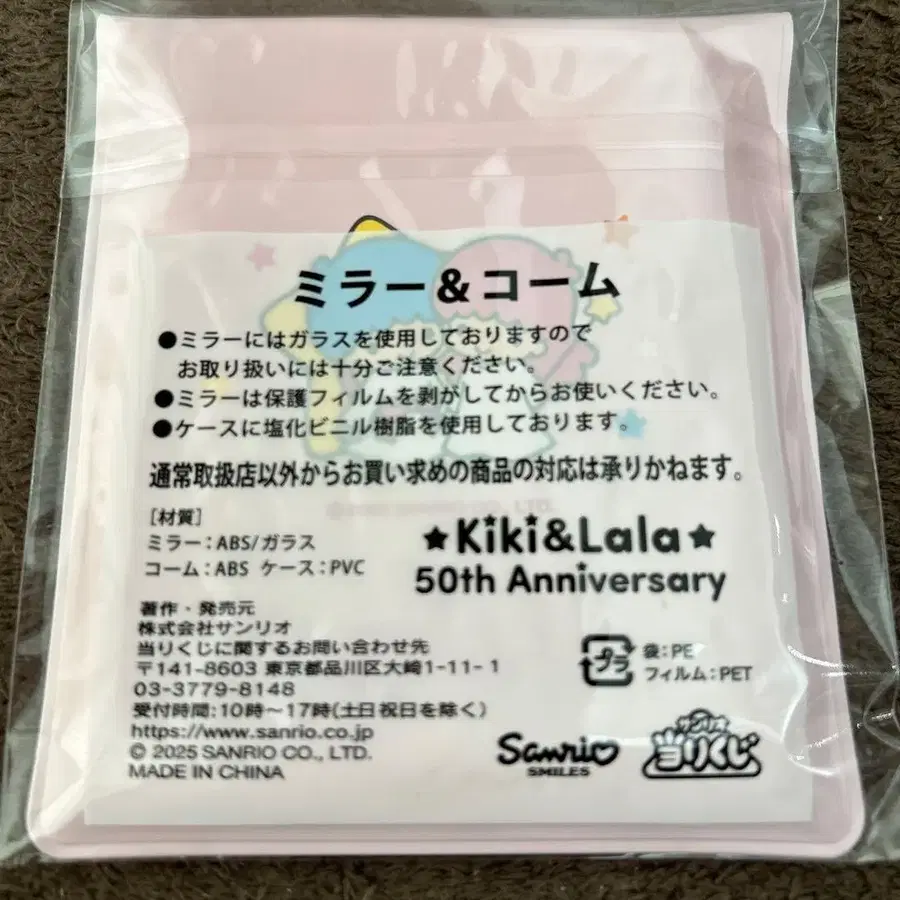 ミラー&コーム
●ミラーにはガラスを使用しておりますので
お取り扱いには十分ご注意ください。
●ミラーは保護フィルムを剥がしてからお使いください。
●ケースに塩化ビニル樹脂を使用しております。
通常取扱店以外からお買い求めの商品の対応は承りかねます。
[材質]
ミラー:ABS/ガラス
コーム:ABS ケース:PVC
★Kiki&Lala★
50th Anniversary
著作・発売元
株式会社サンリオ
当りくじに関するお問い合わせ先
〒141-8603 東京都品川区大崎1-11-1
03-3779-8148
受付時間:10時〜17時(土日祝日を除く)
https://www.sanrio.co.jp
© 2025 SANRIO CO., LTD.
MADE IN CHINA
プラ
袋:PE
フィルム:PET
Sanrio
SMILES
サンリオ
当りくじ